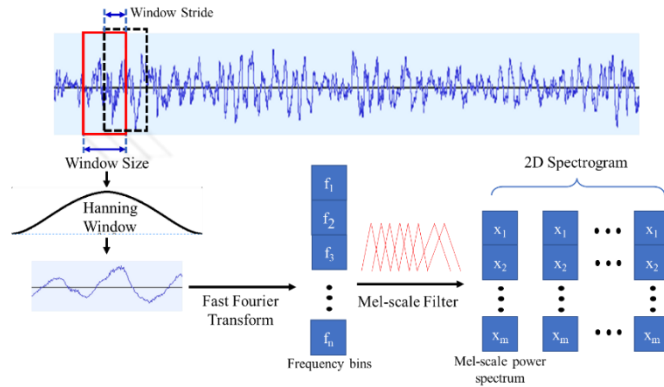 Window Stride
Window Size
2D Spectrogram
Hanning
Window
f1
f2
f3
fn
x1
x1
x1
x2
x2
x2
xm
xm
xm
Fast Fourier
Transform
Mel-scale Filter
Frequency bins
Mel-scale power
spectrum